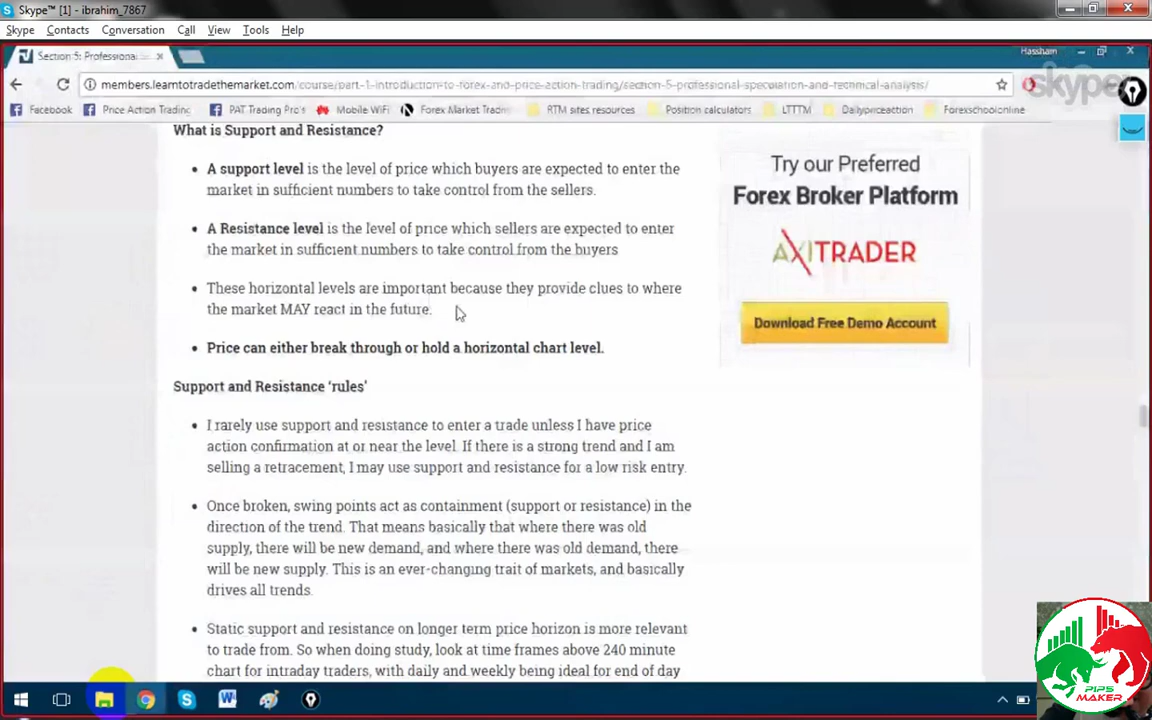 Skype™ [1] - ibrahim_7867
Skype Contacts Conversation Call View Tools Help
Section 5: Professional
Hassham
members.learntotradethemarket.com/course/part-1-introduction-to-forex-and-price-action-trading/section-5-professional-speculation-and-technical-analysis/
skype
Facebook Price Action Trading PAT Trading Pro's Mobile WiFi Forex Market Tradin RTM sites resources Position calculators LTTTM Dailypriceaction Forexschoolonline
What is Support and Resistance?
A support level is the level of price which buyers are expected to enter the
market in sufficient numbers to take control from the sellers.
A Resistance level is the level of price which sellers are expected to enter
the market in sufficient numbers to take control from the buyers
These horizontal levels are important because they provide clues to where
the market MAY react in the future.
Price can either break through or hold a horizontal chart level.
Try our Preferred
Forex Broker Platform
AXITRADER
Download Free Demo Account
Support and Resistance ‘rules’
I rarely use support and resistance to enter a trade unless I have price
action confirmation at or near the level. If there is a strong trend and I am
selling a retracement, I may use support and resistance for a low risk entry.
Once broken, swing points act as containment (support or resistance) in the
direction of the trend. That means basically that where there was old
supply, there will be new demand, and where there was old demand, there
will be new supply. This is an ever-changing trait of markets, and basically
drives all trends.
Static support and resistance on longer term price horizon is more relevant
to trade from. So when doing study, look at time frames above 240 minute
chart for intraday traders, with daily and weekly being ideal for end of day
PIPS
MAKER